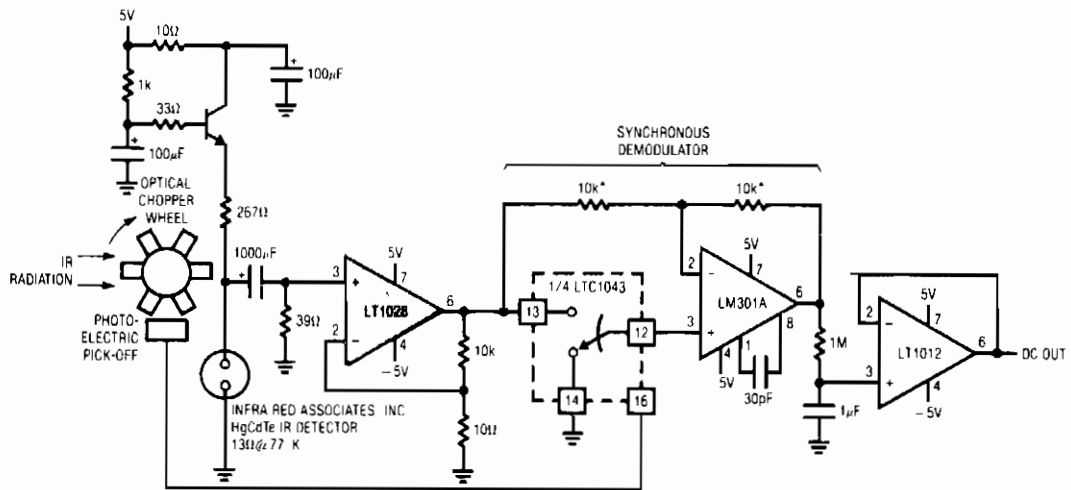 5V
10Ω
1k
33Ω
100μF
100μF
OPTICAL
CHOPPER
WHEEL
IR
RADIATION
PHOTO-
ELECTRIC
PICK-OFF
267Ω
1000μF
39Ω
INFRA RED ASSOCIATES INC
HgCdTe IR DETECTOR
13Ω@77 K
3
+
2
−
5V
7
LT1028
6
4
−5V
10k
10Ω
SYNCHRONOUS
DEMODULATOR
10k*
10k*
1/4 LTC1043
13
12
14
16
2
−
3
+
5V
7
LM301A
6
8
1
4
5V
30pF
1M
1μF
2
−
3
+
5V
7
LT1012
6
4
−5V
DC OUT